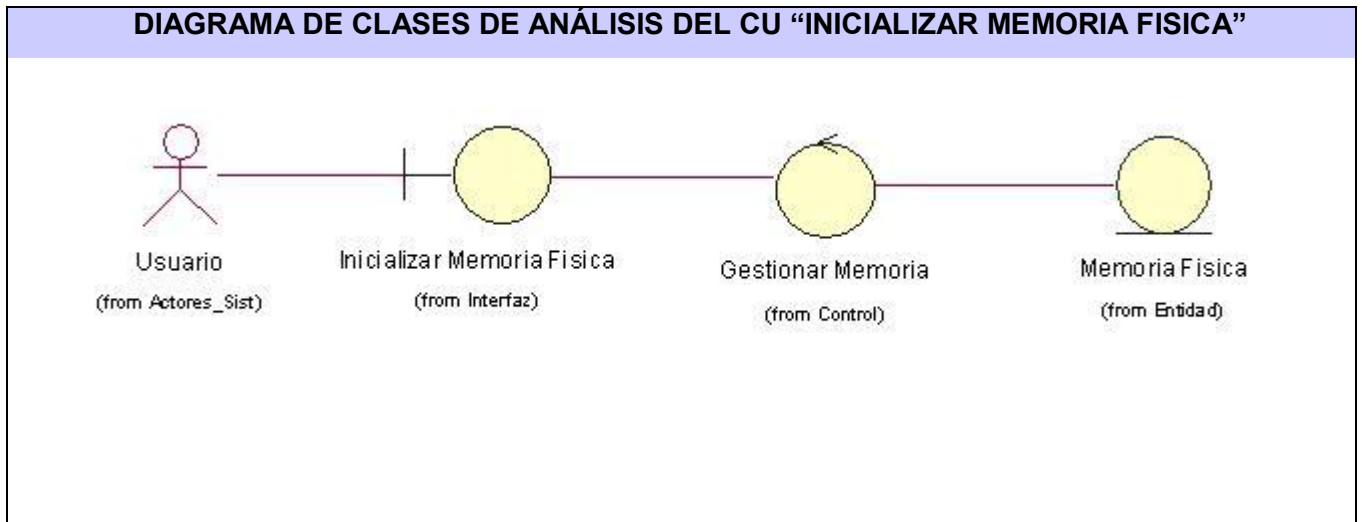 DIAGRAMA DE CLASES DE ANÁLISIS DEL CU “INICIALIZAR MEMORIA FISICA”
Usuario
(from Actores_Sist)
Inicializar Memoria Fisica
(from Interfaz)
Gestionar Memoria
(from Control)
Memoria Fisica
(from Entidad)